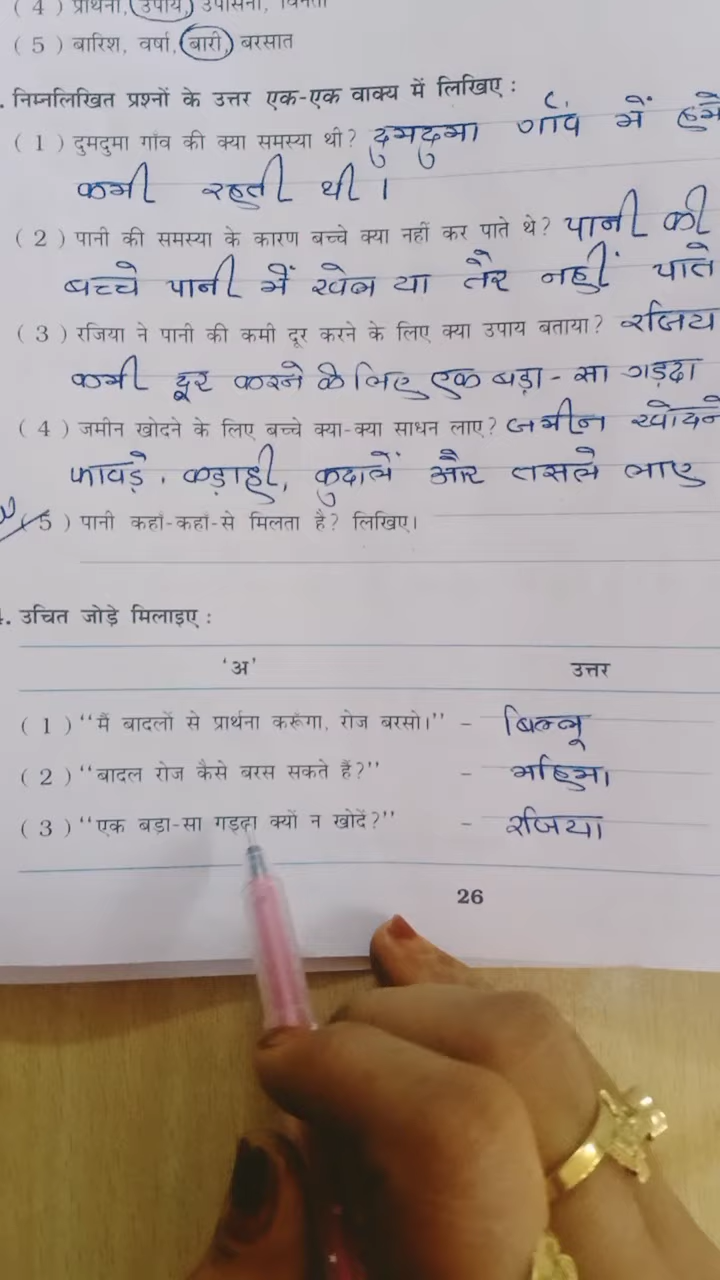 ( 4 ) प्रार्थना, उपाय, उपासना, विनती
( 5 ) बारिश, वर्षा, बारी, बरसात
. निम्नलिखित प्रश्नों के उत्तर एक-एक वाक्य में लिखिए :
( 1 ) दुमदुमा गाँव की क्या समस्या थी? दुमदुमा गाँव में
कमी रहती थी ।
( 2 ) पानी की समस्या के कारण बच्चे क्या नहीं कर पाते थे? पानी की
बच्चे पानी में खेल या तैर नहीं पाते
( 3 ) रजिया ने पानी की कमी दूर करने के लिए क्या उपाय बताया? रजिय
कमी दूर करने के लिए एक बड़ा - सा गड़्ढा
( 4 ) जमीन खोदने के लिए बच्चे क्या-क्या साधन लाए? जमीन खोदने
फावड़े, कड़ाही, कुदालें और तसले लाए
( 5 ) पानी कहाँ-कहाँ-से मिलता है? लिखिए।
4. उचित जोड़े मिलाइए :
'अ' उत्तर
( 1 ) "मैं बादलों से प्रार्थना करूँगा, रोज बरसो।" - बिल्लू
( 2 ) "बादल रोज कैसे बरस सकते हैं?" - महिमा
( 3 ) "एक बड़ा-सा गड्ढा क्यों न खोदें?" - रजिया
26